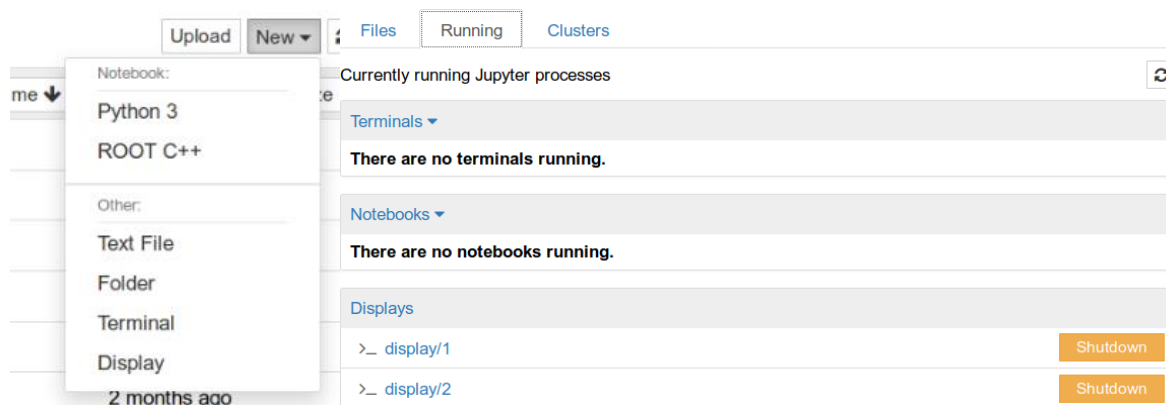 Upload New
Notebook:
me
Python 3
ROOT C++
Other:
Text File
Folder
Terminal
Display
2 months ago
Files Running Clusters
Currently running Jupyter processes
Terminals
There are no terminals running.
Notebooks
There are no notebooks running.
Displays
>_ display/1 Shutdown
>_ display/2 Shutdown